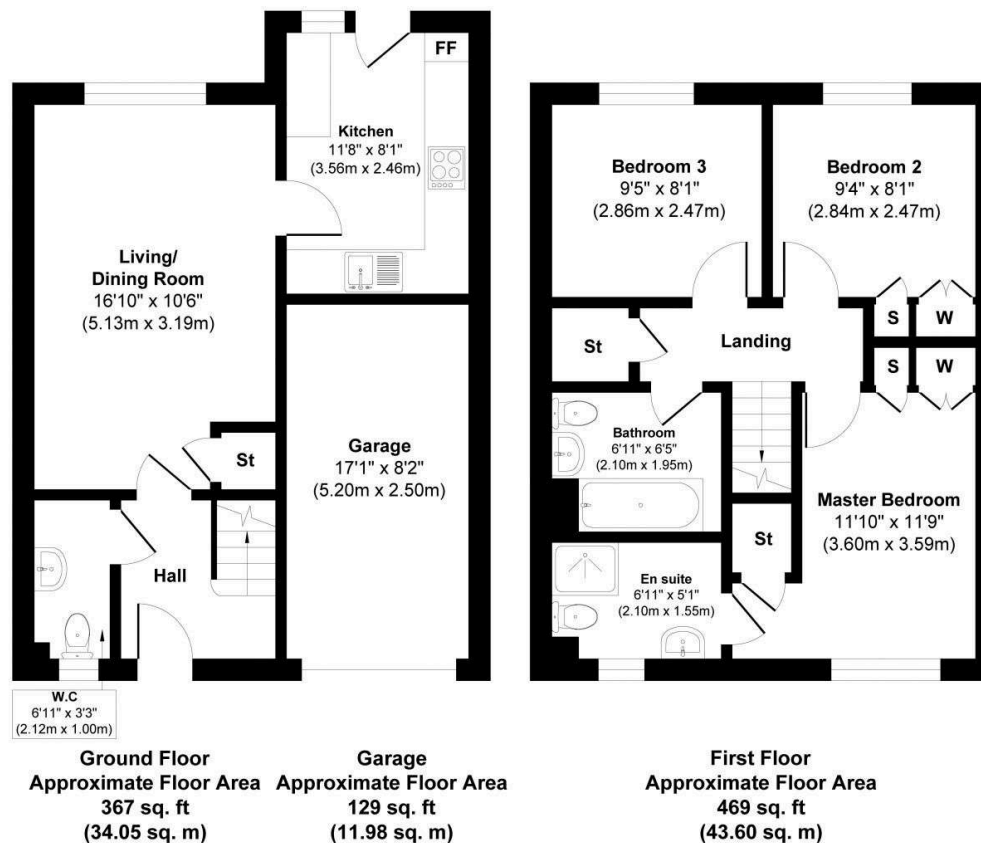 FF
Kitchen
11'8" x 8'1"
(3.56m x 2.46m)
Living/
Dining Room
16'10" x 10'6"
(5.13m x 3.19m)
St
Garage
17'1" x 8'2"
(5.20m x 2.50m)
Hall
W.C
6'11" x 3'3"
(2.12m x 1.00m)
Bedroom 3
9'5" x 8'1"
(2.86m x 2.47m)
Bedroom 2
9'4" x 8'1"
(2.84m x 2.47m)
S
W
St
Landing
S
W
Bathroom
6'11" x 6'5"
(2.10m x 1.95m)
Master Bedroom
11'10" x 11'9"
(3.60m x 3.59m)
St
En suite
6'11" x 5'1"
(2.10m x 1.55m)
Ground Floor
Approximate Floor Area
367 sq. ft
(34.05 sq. m)
Garage
Approximate Floor Area
129 sq. ft
(11.98 sq. m)
First Floor
Approximate Floor Area
469 sq. ft
(43.60 sq. m)